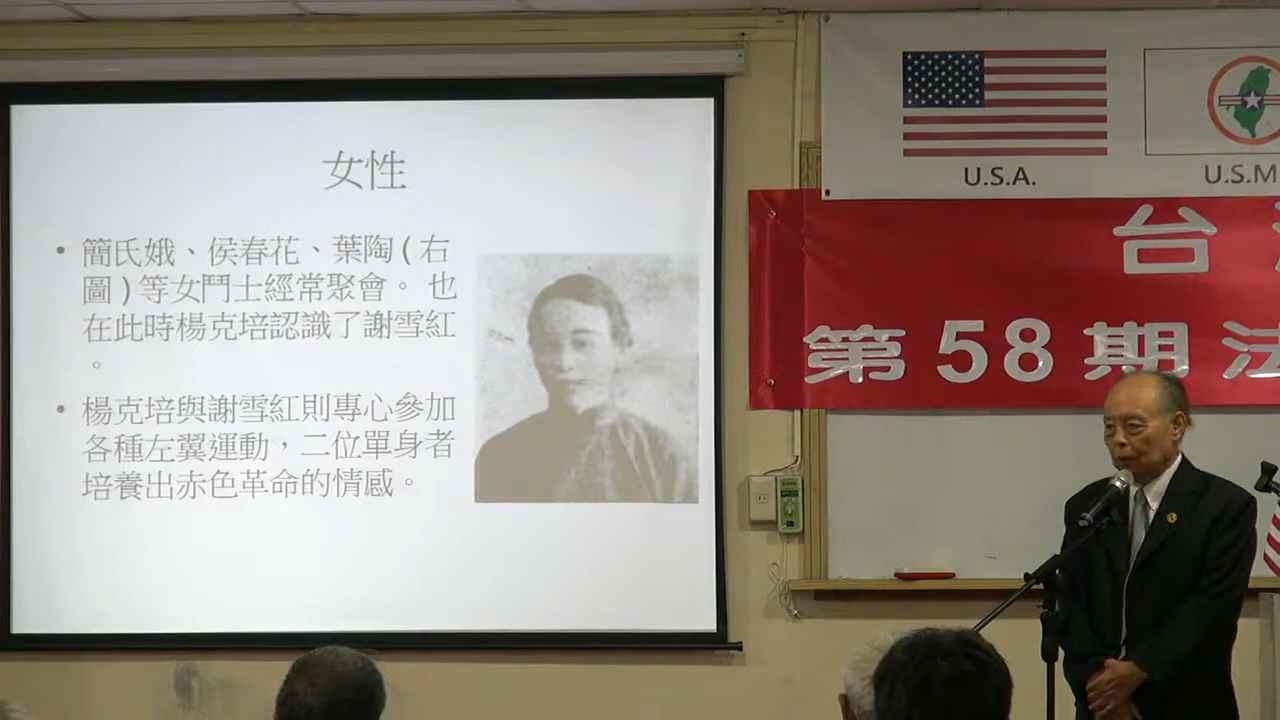 女性
• 簡氏娥、侯春花、葉陶 ( 右
圖 ) 等女鬥士經常聚會。 也
在此時楊克培認識了謝雪紅
。
• 楊克培與謝雪紅則專心參加
各種左翼運動，二位單身者
培養出赤色革命的情感。
U.S.A.
U.S.M
台
第 58 期 法